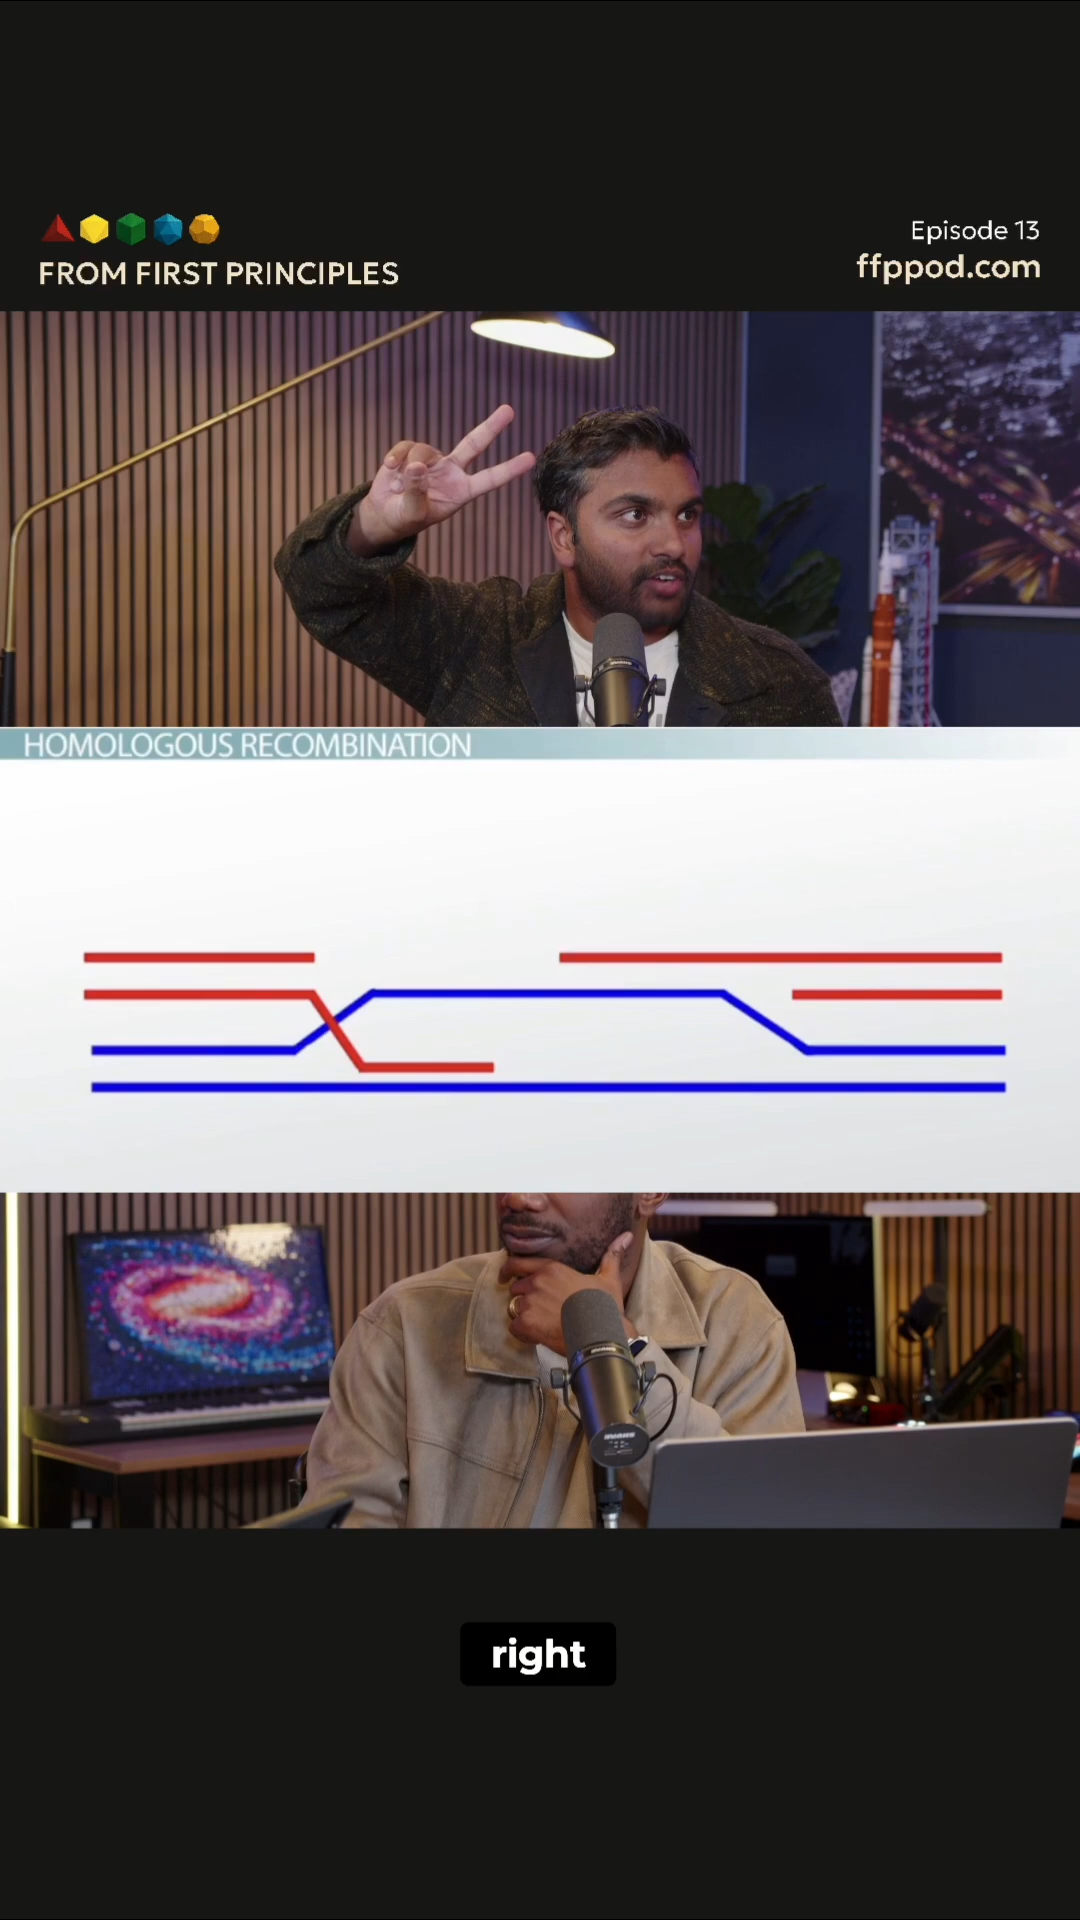 FROM FIRST PRINCIPLES
Episode 13
ffppod.com
HOMOLOGOUS RECOMBINATION
right